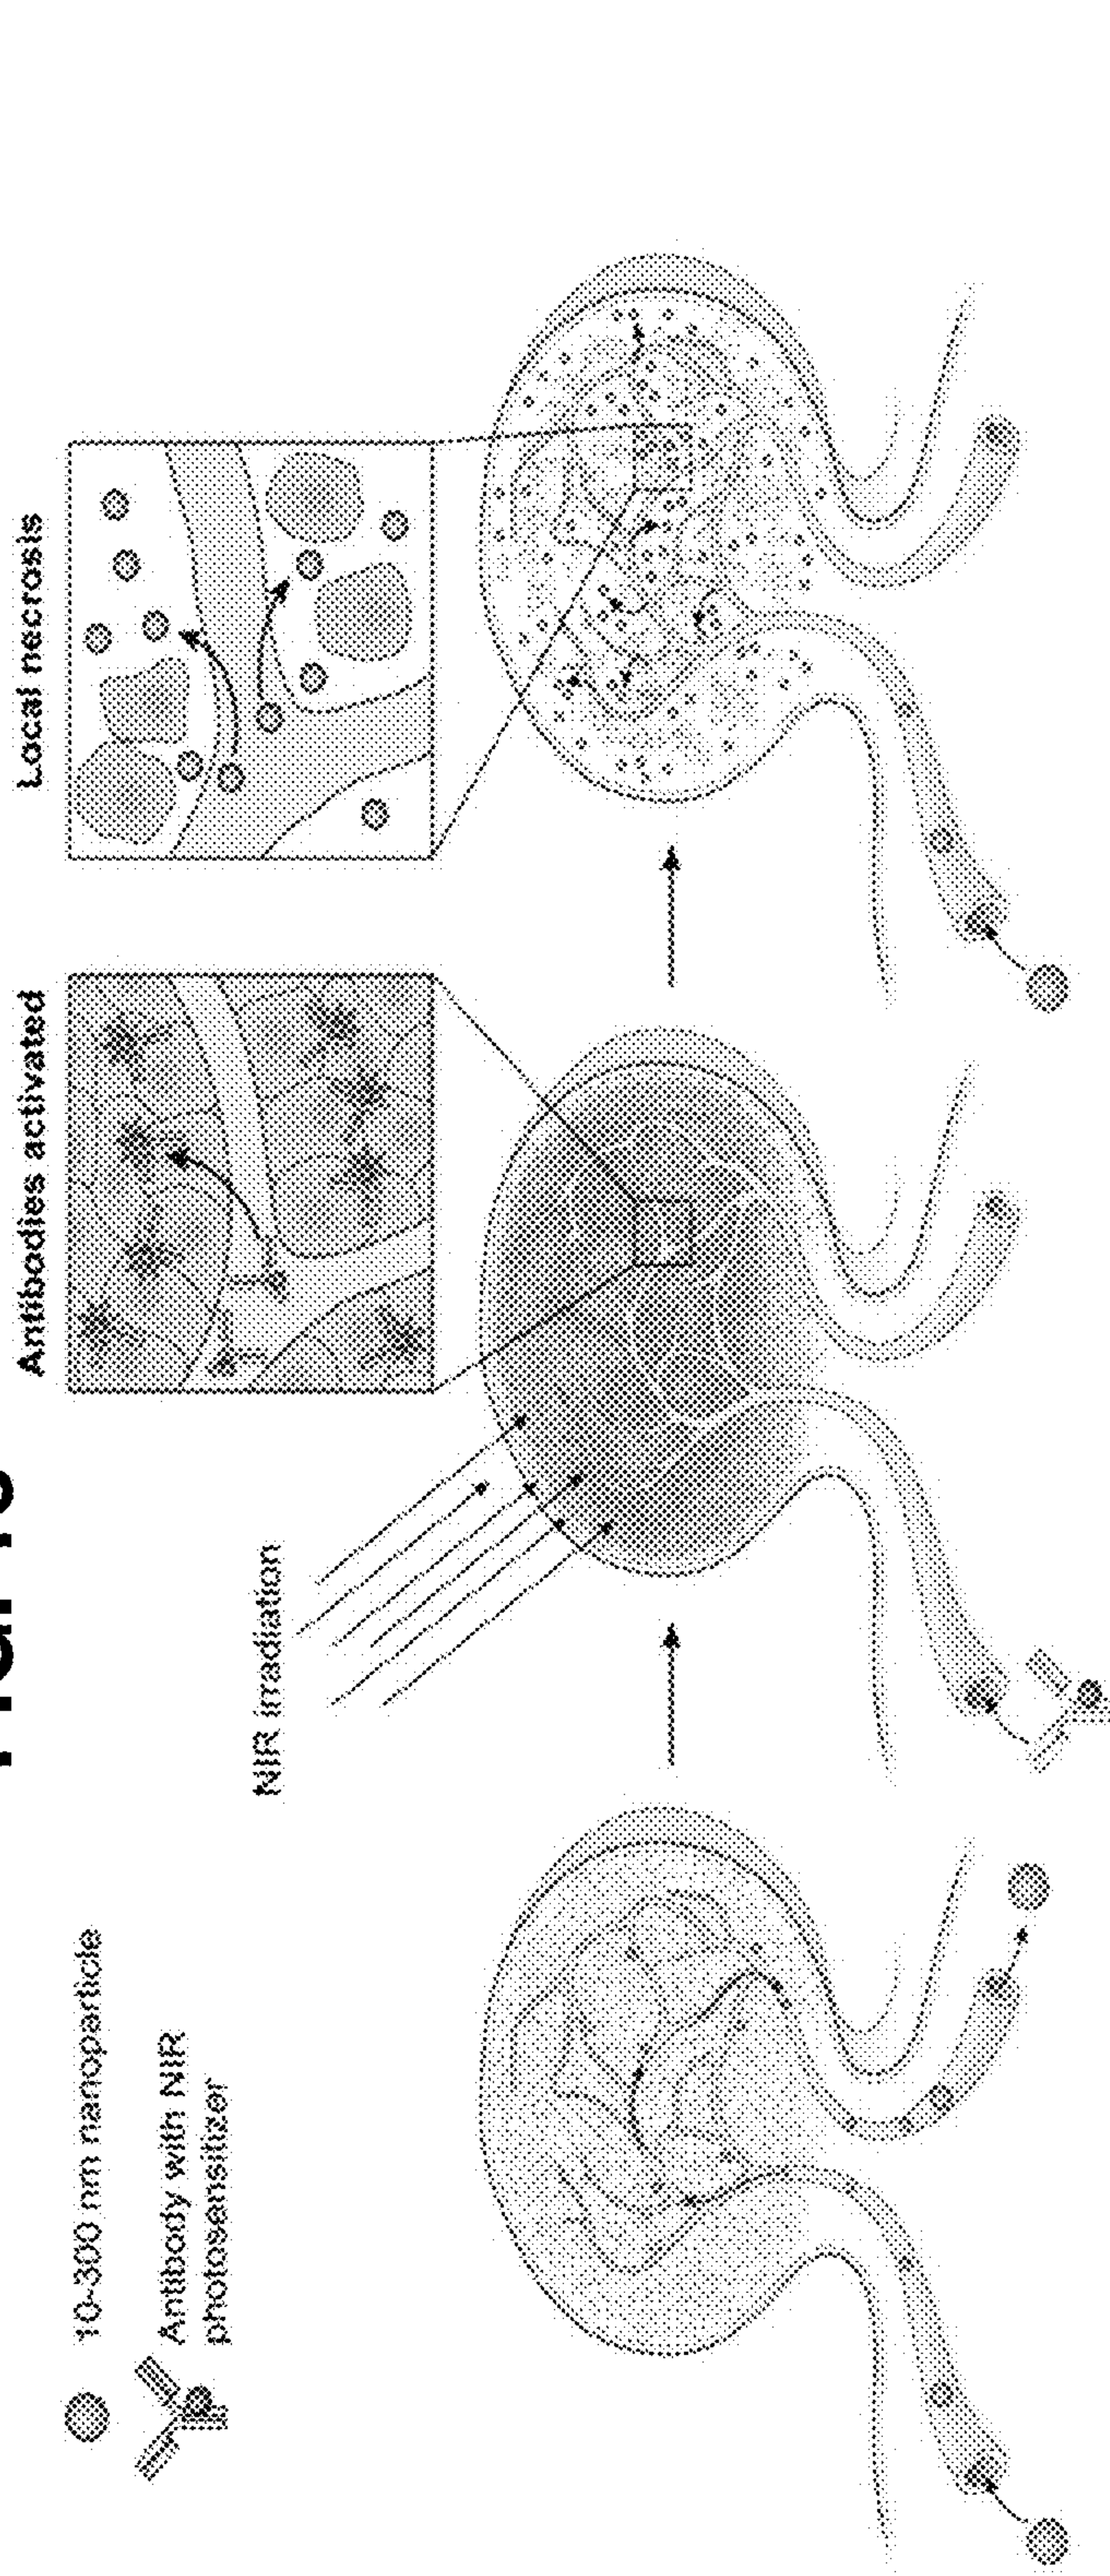 10-300 nm nanoparticle
Antibody with NIR
photosensitizer
NIR irradiation
Antibodies activated
Local necrosis